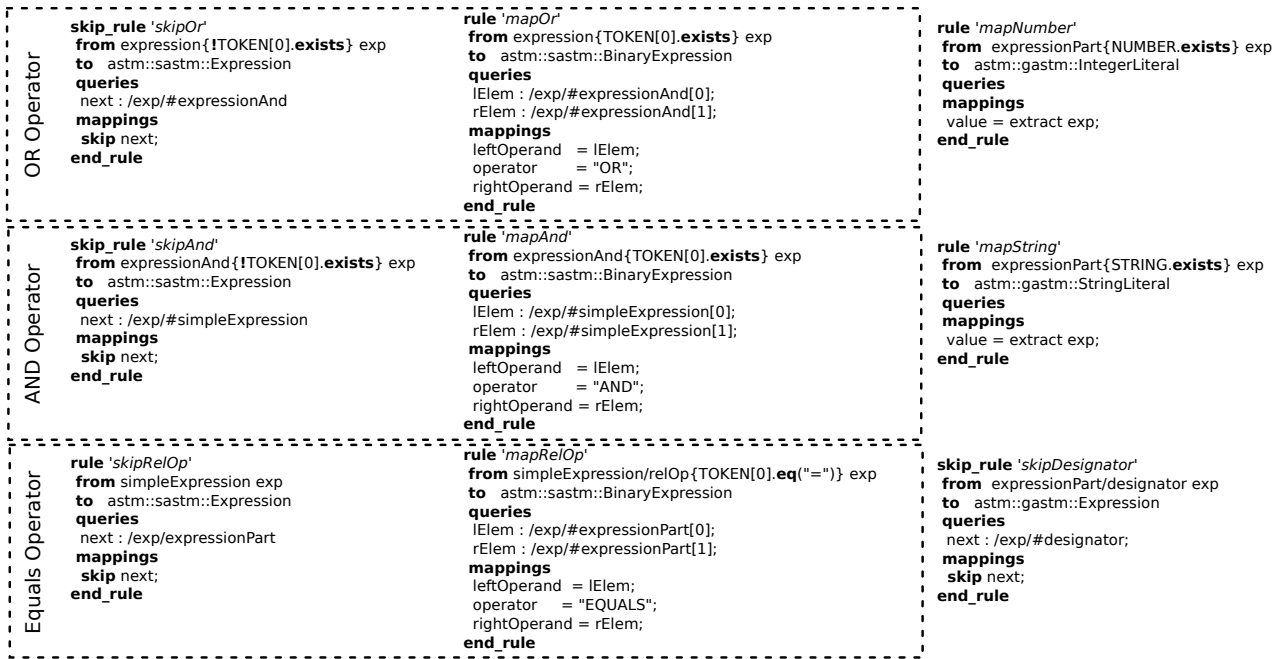 OR Operator
skip_rule 'skipOr'
from expression{!TOKEN[0].exists} exp
to astm::sastm::Expression
queries
next : /exp/#expressionAnd
mappings
skip next;
end_rule
rule 'mapOr'
from expression{TOKEN[0].exists} exp
to astm::sastm::BinaryExpression
queries
lElem : /exp/#expressionAnd[0];
rElem : /exp/#expressionAnd[1];
mappings
leftOperand = lElem;
operator = "OR";
rightOperand = rElem;
end_rule
rule 'mapNumber'
from expressionPart{NUMBER.exists} exp
to astm::gastm::IntegerLiteral
queries
mappings
value = extract exp;
end_rule
AND Operator
skip_rule 'skipAnd'
from expressionAnd{!TOKEN[0].exists} exp
to astm::sastm::Expression
queries
next : /exp/#simpleExpression
mappings
skip next;
end_rule
rule 'mapAnd'
from expressionAnd{TOKEN[0].exists} exp
to astm::sastm::BinaryExpression
queries
lElem : /exp/#simpleExpression[0];
rElem : /exp/#simpleExpression[1];
mappings
leftOperand = lElem;
operator = "AND";
rightOperand = rElem;
end_rule
rule 'mapString'
from expressionPart{STRING.exists} exp
to astm::gastm::StringLiteral
queries
mappings
value = extract exp;
end_rule
Equals Operator
rule 'skipRelOp'
from simpleExpression exp
to astm::sastm::Expression
queries
next : /exp/expressionPart
mappings
skip next;
end_rule
rule 'mapRelOp'
from simpleExpression/relOp{TOKEN[0].eq("=")} exp
to astm::sastm::BinaryExpression
queries
lElem : /exp/#expressionPart[0];
rElem : /exp/#expressionPart[1];
mappings
leftOperand = lElem;
operator = "EQUALS";
rightOperand = rElem;
end_rule
skip_rule 'skipDesignator'
from expressionPart/designator exp
to astm::gastm::Expression
queries
next : /exp/#designator;
mappings
skip next;
end_rule